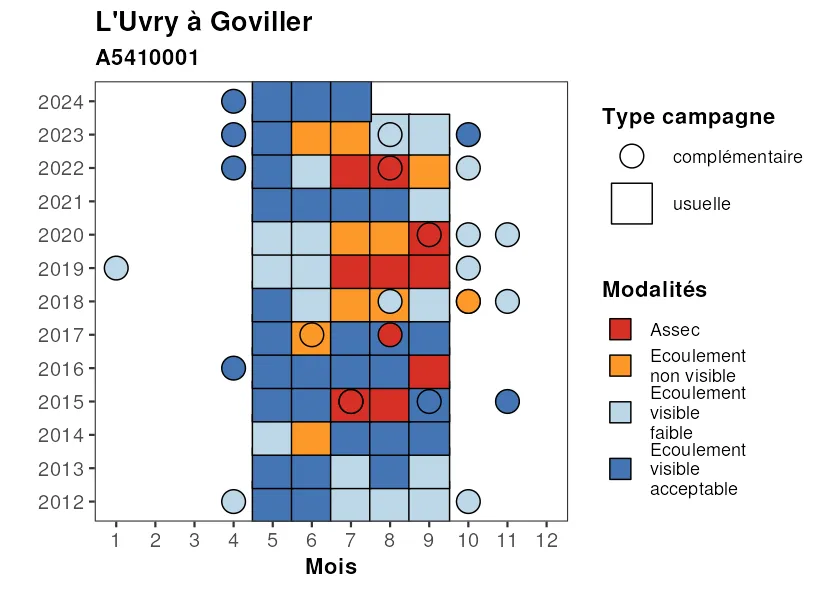 L'Uvry à Goviller
A5410001
2024
2023
2022
2021
2020
2019
2018
2017
2016
2015
2014
2013
2012
1 2 3 4 5 6 7 8 9 10 11 12
Mois
Type campagne
complémentaire
usuelle
Modalités
Assec
Ecoulement
non visible
Ecoulement
visible
faible
Ecoulement
visible
acceptable